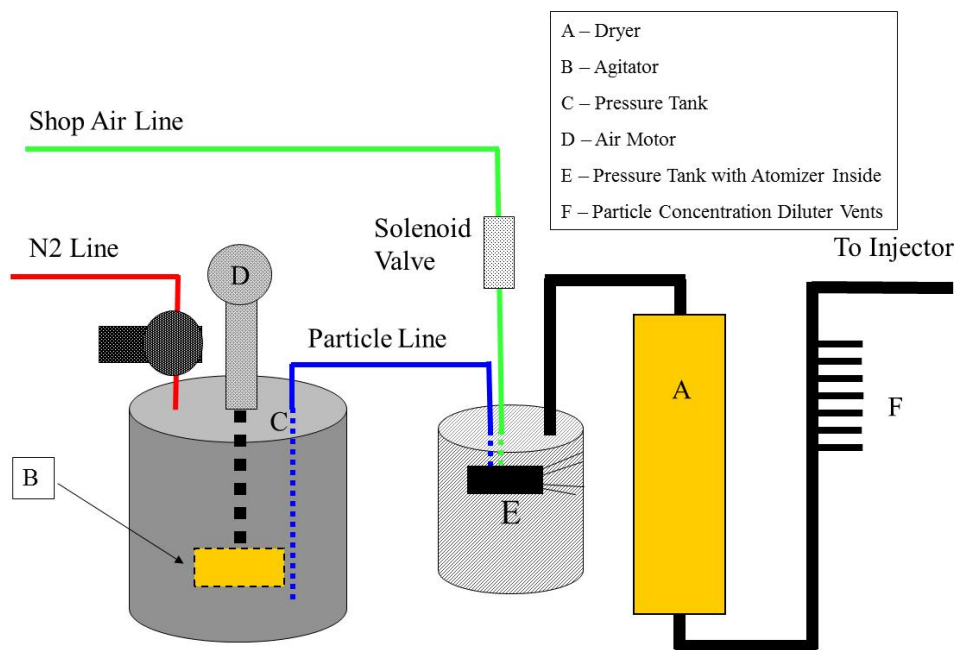 A – Dryer
B – Agitator
C – Pressure Tank
D – Air Motor
E – Pressure Tank with Atomizer Inside
F – Particle Concentration Diluter Vents
Shop Air Line
Solenoid
Valve
To Injector
N2 Line
D
Particle Line
A
F
C
B
E